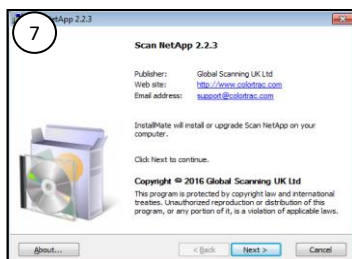 7
tApp 2.2.3
Scan NetApp 2.2.3
Publisher: Global Scanning UK Ltd
Web site: http://www.colortrac.com
Email address: support@colortrac.com
InstallMate will install or upgrade Scan NetApp on your
computer.
Click Next to continue.
Copyright © 2016 Global Scanning UK Ltd
This program is protected by copyright law and international
treaties. Unauthorized reproduction or distribution of this
program, or any portion of it, is a violation of applicable laws.
About... < Back Next > Cancel